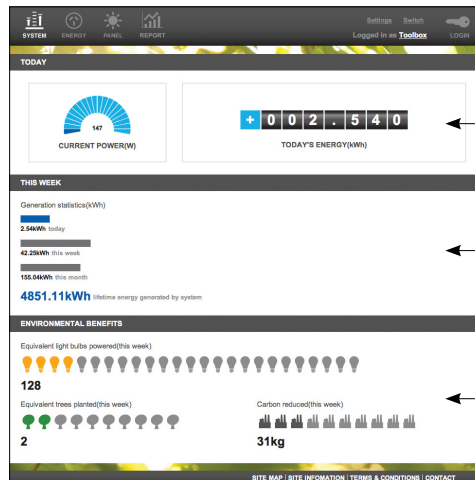 SYSTEM ENERGY PANEL REPORT
Settings Switch
Logged in as Toolbox LOGIN
TODAY
147
CURRENT POWER(W)
+ 0 0 2 . 5 4 0
TODAY'S ENERGY(kWh)
THIS WEEK
Generation statistics(kWh)
2.54kWh today
42.25kWh this week
155.04kWh this month
4851.11kWh lifetime energy generated by system
ENVIRONMENTAL BENEFITS
Equivalent light bulbs powered(this week)
128
Equivalent trees planted(this week) Carbon reduced(this week)
2 31kg
SITE MAP | SITE INFOMATION | TERMS & CONDITIONS | CONTACT